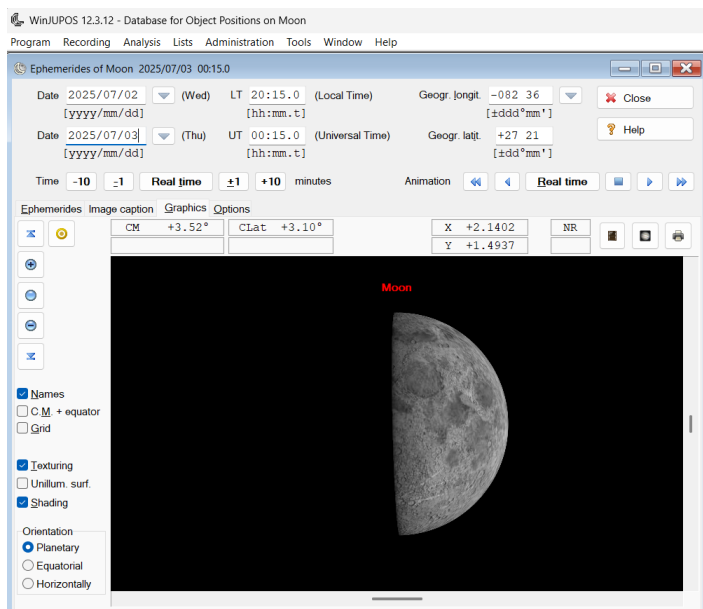 WinJUPOS 12.3.12 - Database for Object Positions on Moon
Program Recording Analysis Lists Administration Tools Window Help
Ephemerides of Moon 2025/07/03 00:15.0
Date 2025/07/02 (Wed) LT 20:15.0 (Local Time) Geogr. longit. -082 36 Close
[yyyy/mm/dd] [hh:mm.t] [±ddd°mm']
Date 2025/07/03 (Thu) UT 00:15.0 (Universal Time) Geogr. latit. +27 21 Help
[yyyy/mm/dd] [hh:mm.t] [±dd°mm']
Time -10 -1 Real time +1 +10 minutes Animation Real time
Ephemerides Image caption Graphics Options
CM +3.52° CLat +3.10° X +2.1402 NR
Y +1.4937
Moon
Names
C.M. + equator
Grid
Texturing
Unillum. surf.
Shading
Orientation
Planetary
Equatorial
Horizontally